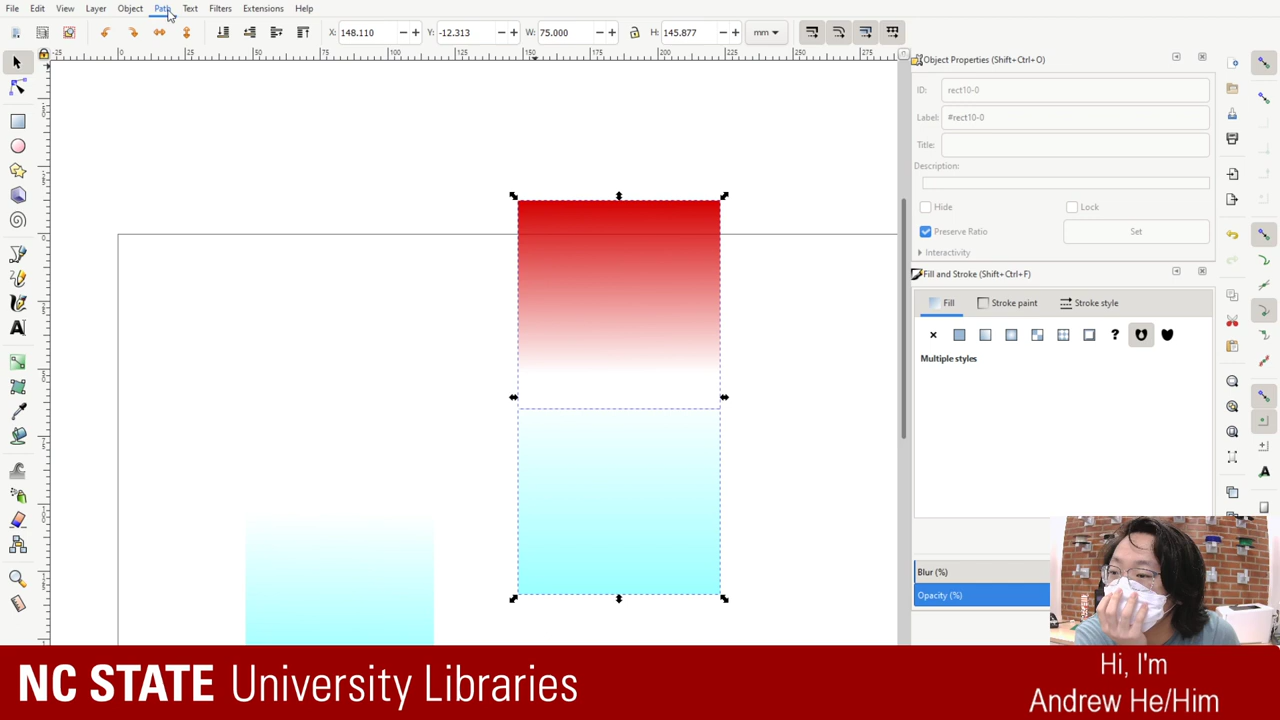 File Edit View Layer Object Path Text Filters Extensions Help
X: 148.110 Y: -12.313 W: 75.000 H: 145.877 mm
Object Properties (Shift+Ctrl+O)
ID: rect10-0
Label: #rect10-0
Title:
Description:
Hide Lock
Preserve Ratio Set
Interactivity
Fill and Stroke (Shift+Ctrl+F)
Fill Stroke paint Stroke style
Multiple styles
Blur (%)
Opacity (%)
NC STATE University Libraries
Hi, I'm
Andrew He/Him